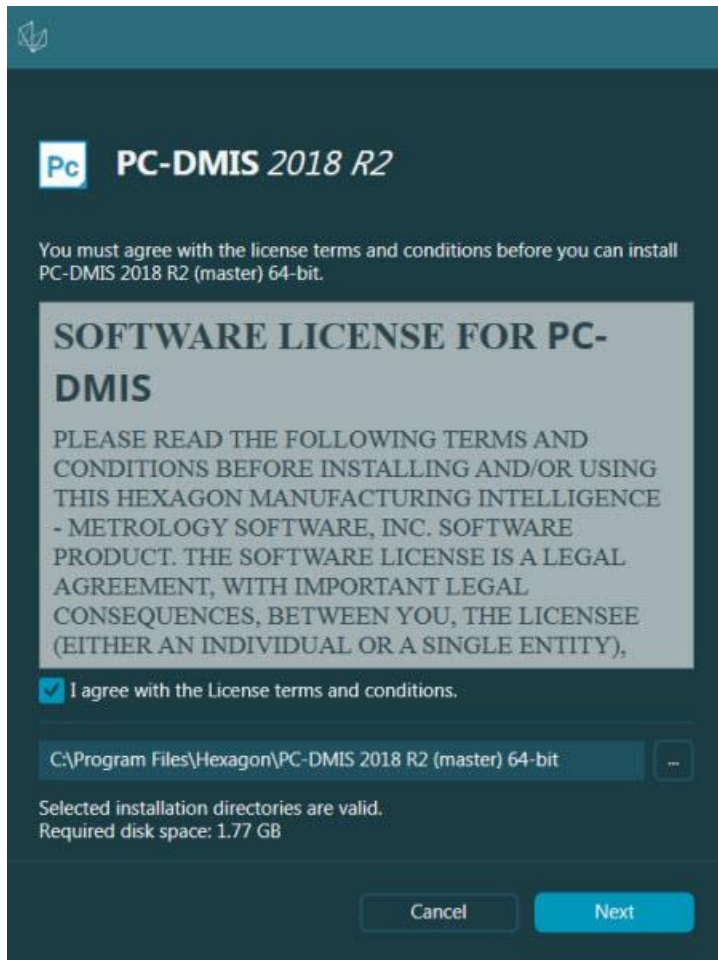 Pc PC-DMIS 2018 R2
You must agree with the license terms and conditions before you can install
PC-DMIS 2018 R2 (master) 64-bit.
SOFTWARE LICENSE FOR PC-
DMIS
PLEASE READ THE FOLLOWING TERMS AND
CONDITIONS BEFORE INSTALLING AND/OR USING
THIS HEXAGON MANUFACTURING INTELLIGENCE
- METROLOGY SOFTWARE, INC. SOFTWARE
PRODUCT. THE SOFTWARE LICENSE IS A LEGAL
AGREEMENT, WITH IMPORTANT LEGAL
CONSEQUENCES, BETWEEN YOU, THE LICENSEE
(EITHER AN INDIVIDUAL OR A SINGLE ENTITY),
I agree with the License terms and conditions.
C:\Program Files\Hexagon\PC-DMIS 2018 R2 (master) 64-bit ...
Selected installation directories are valid.
Required disk space: 1.77 GB
Cancel Next